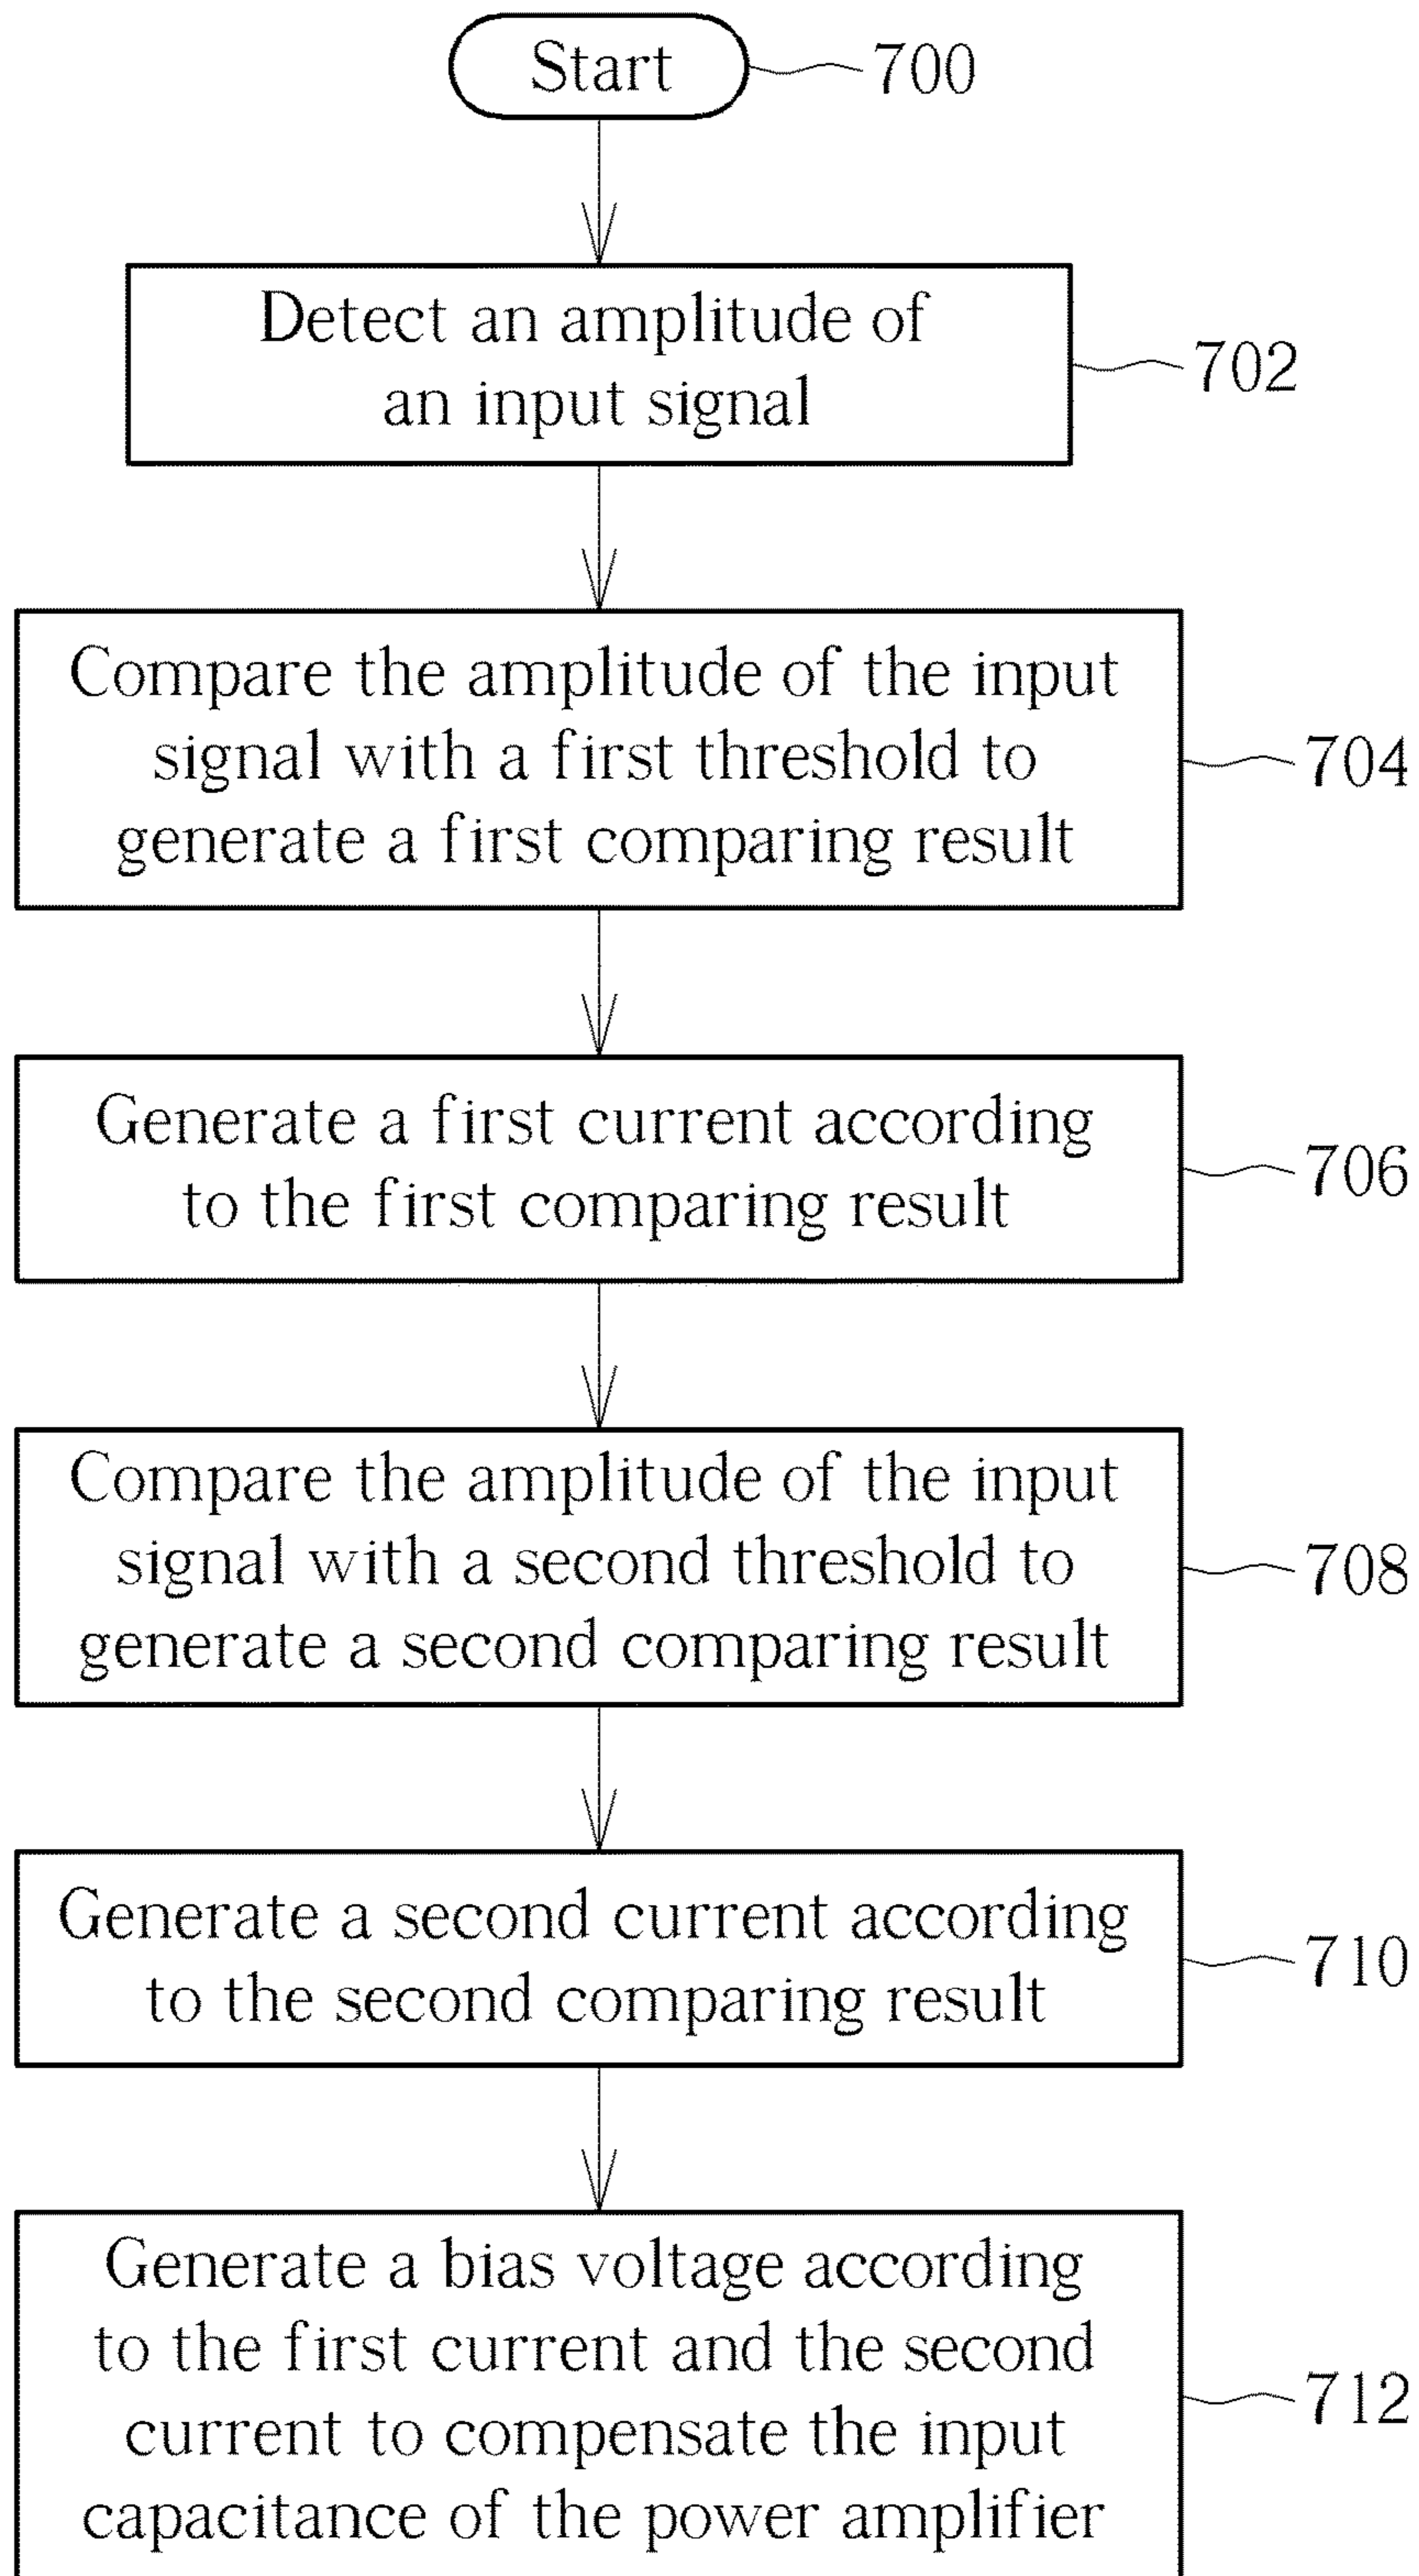 Start
700
Detect an amplitude of
an input signal
702
Compare the amplitude of the input
signal with a first threshold to
generate a first comparing result
704
Generate a first current according
to the first comparing result
706
Compare the amplitude of the input
signal with a second threshold to
generate a second comparing result
708
Generate a second current according
to the second comparing result
710
Generate a bias voltage according
to the first current and the second
current to compensate the input
capacitance of the power amplifier
712